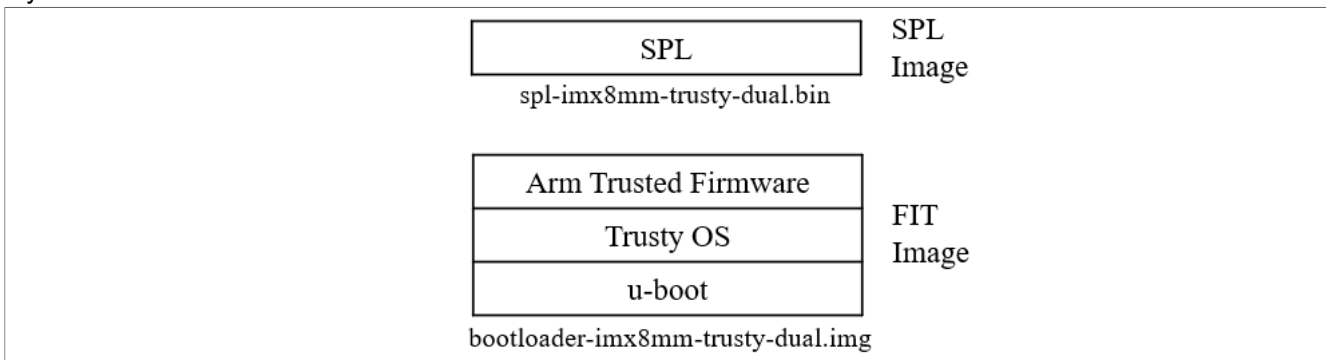 SPL
SPL
Image
spl-imx8mm-trusty-dual.bin
Arm Trusted Firmware
Trusty OS
u-boot
FIT
Image
bootloader-imx8mm-trusty-dual.img